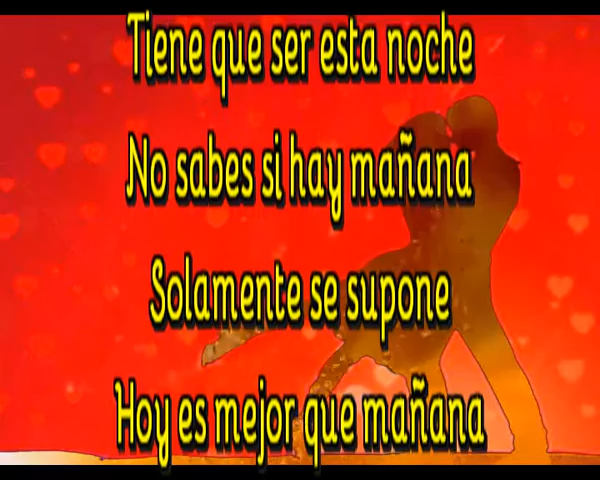 Tiene que ser esta noche
No sabes si hay mañana
Solamente se supone
Hoy es mejor que mañana